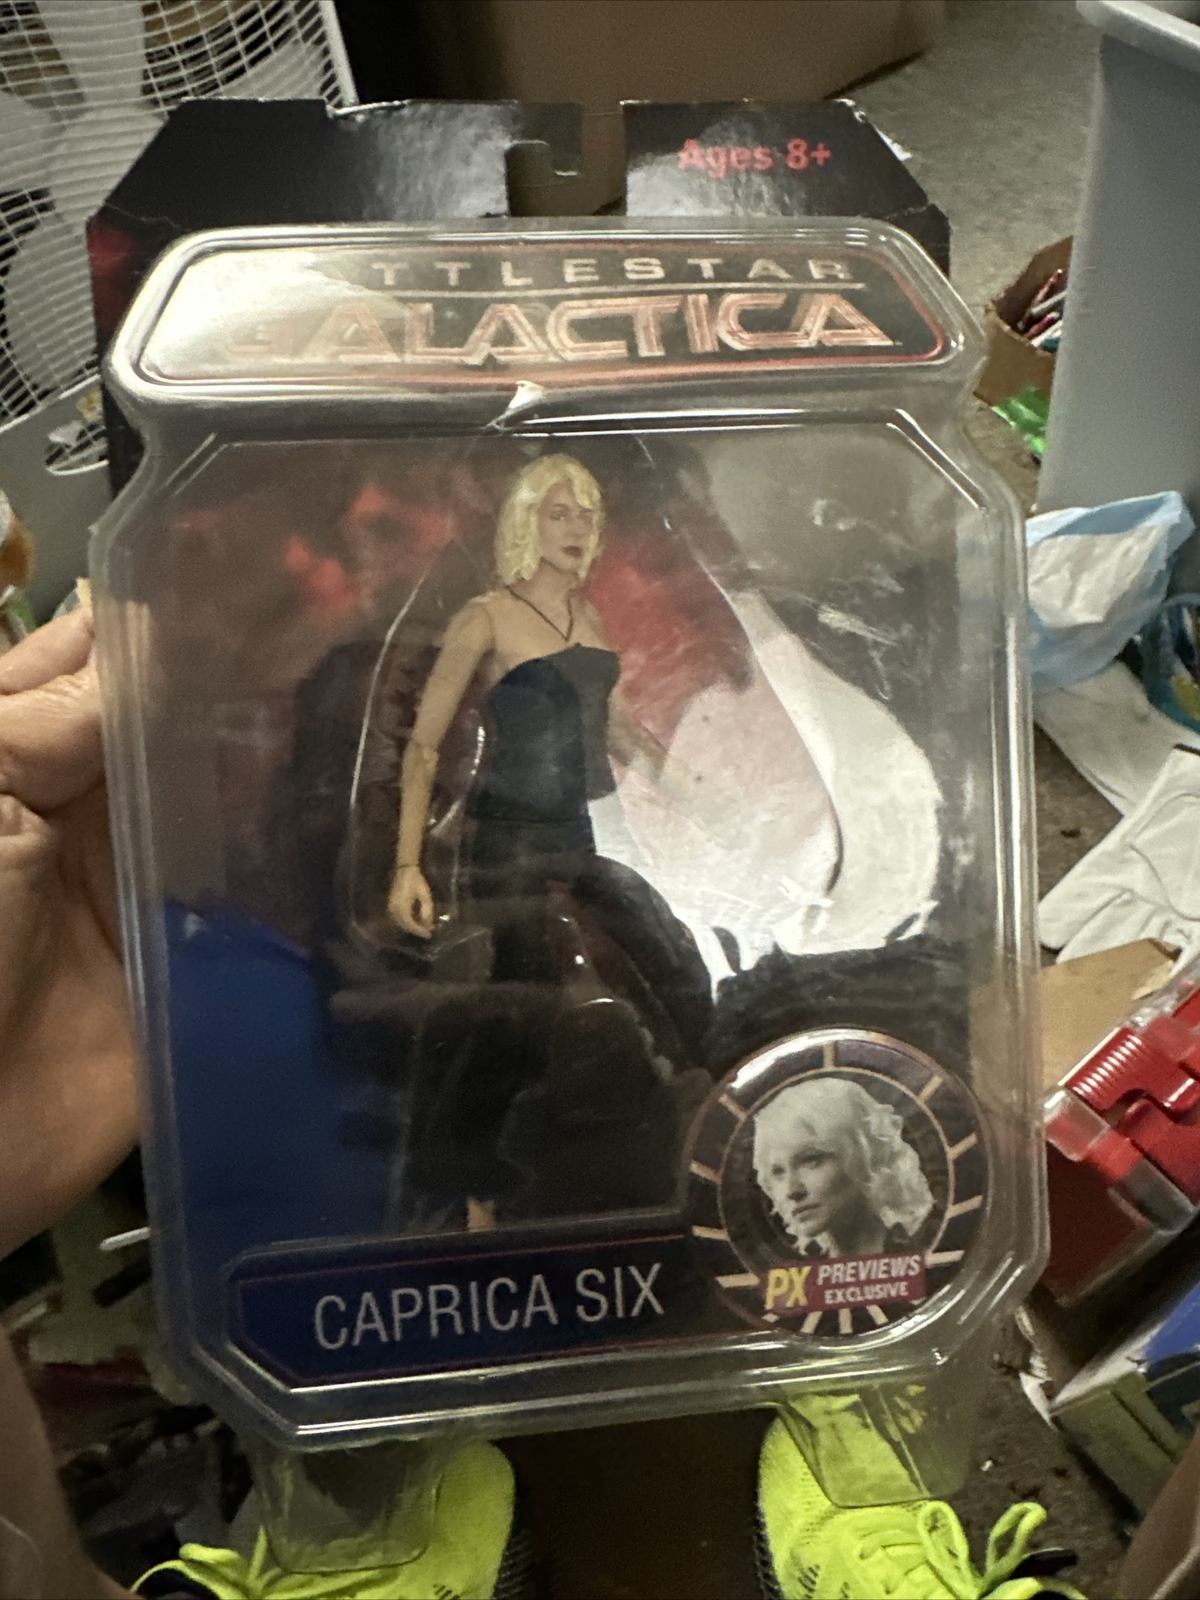 Ages 8+
TTLESTAR
GALACTICA
CAPRICA SIX
PX PREVIEWS
EXCLUSIVE